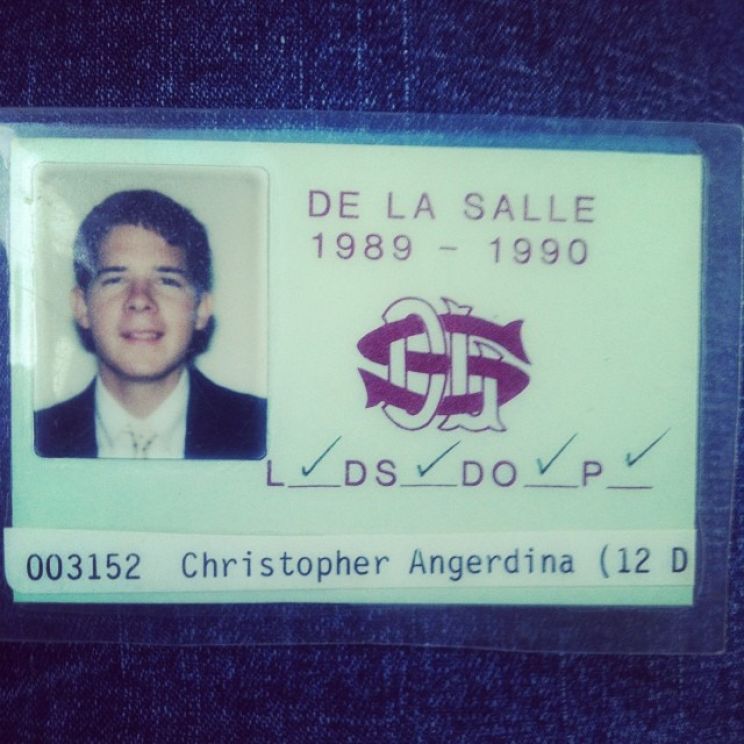 DE LA SALLE
1989 - 1990
L ✓ DS ✓ DO ✓ P ✓
003152 Christopher Angerdina (12 D